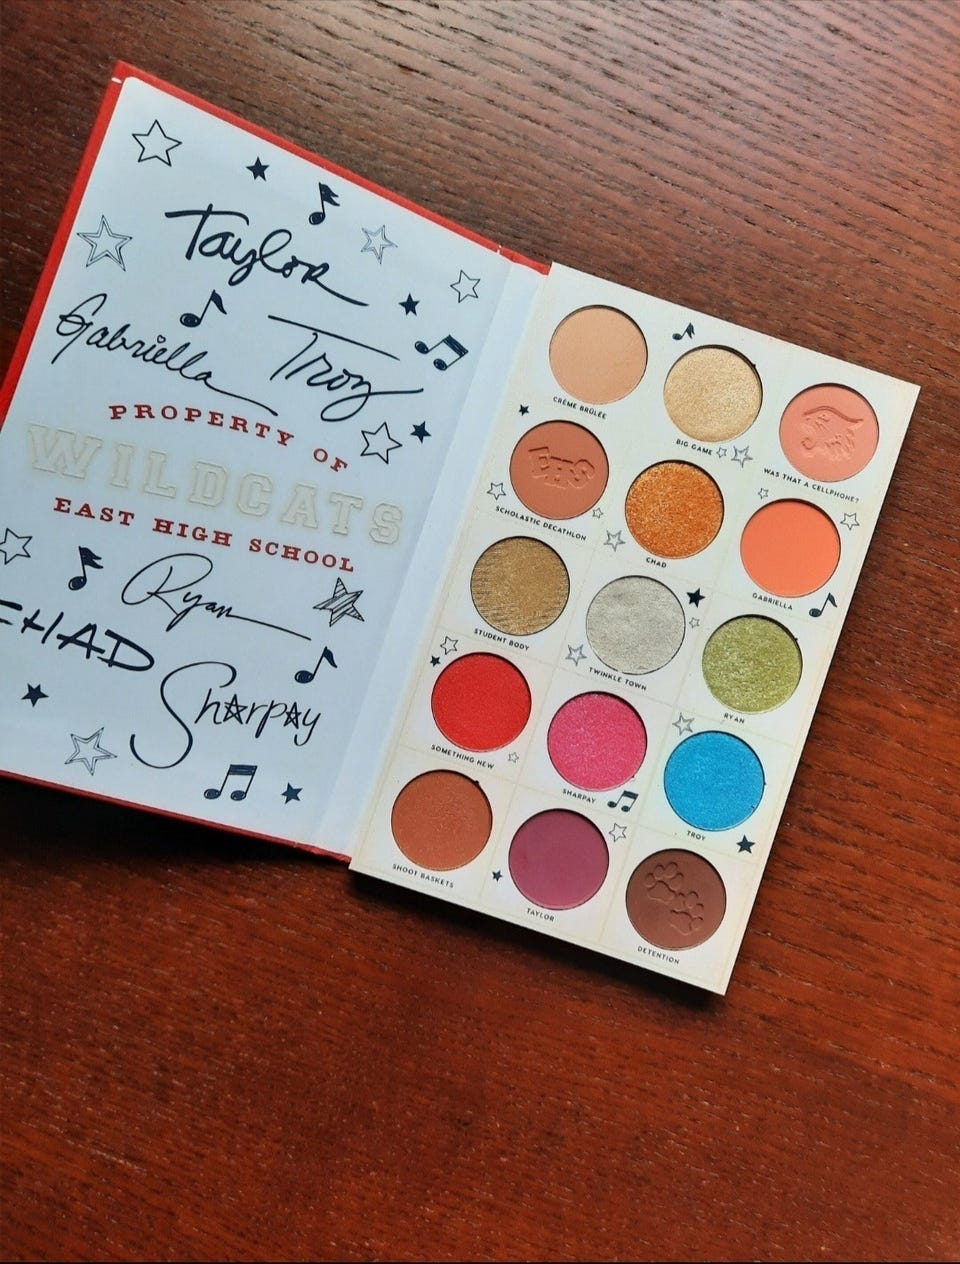 Taylor
Gabriella
Troy
PROPERTY OF
WILDCATS
EAST HIGH SCHOOL
Ryan
CHAD
Sharpay
CRÈME BRÛLÉE
BIG GAME
WAS THAT A CELLPHONE?
EHS
SCHOLASTIC DECATHLON
CHAD
GABRIELLA
STUDENT BODY
TWINKLE TOWN
RYAN
SOMETHING NEW
SHARPAY
TROY
SHOOT BASKETS
TAYLOR
DETENTION